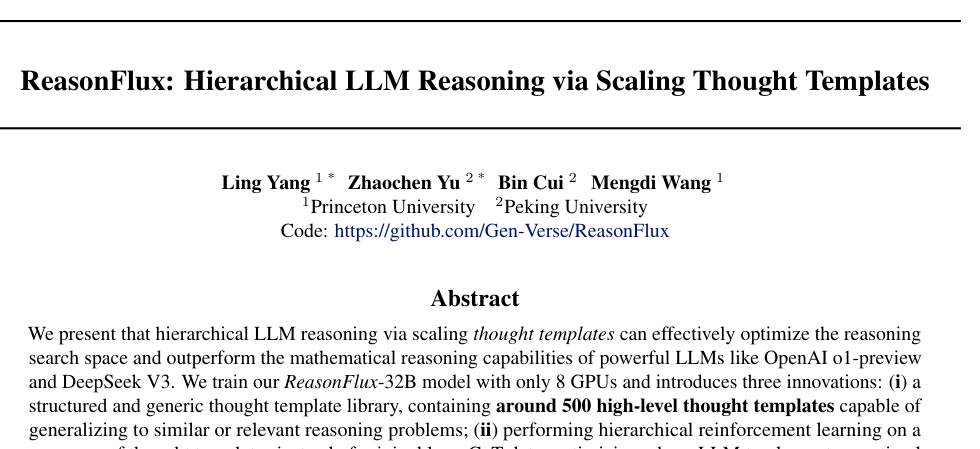 ReasonFlux: Hierarchical LLM Reasoning via Scaling Thought Templates
Ling Yang 1 * Zhaochen Yu 2 * Bin Cui 2 Mengdi Wang 1
1Princeton University 2Peking University
Code: https://github.com/Gen-Verse/ReasonFlux
Abstract
We present that hierarchical LLM reasoning via scaling thought templates can effectively optimize the reasoning
search space and outperform the mathematical reasoning capabilities of powerful LLMs like OpenAI o1-preview
and DeepSeek V3. We train our ReasonFlux-32B model with only 8 GPUs and introduces three innovations: (i) a
structured and generic thought template library, containing around 500 high-level thought templates capable of
generalizing to similar or relevant reasoning problems; (ii) performing hierarchical reinforcement learning on a